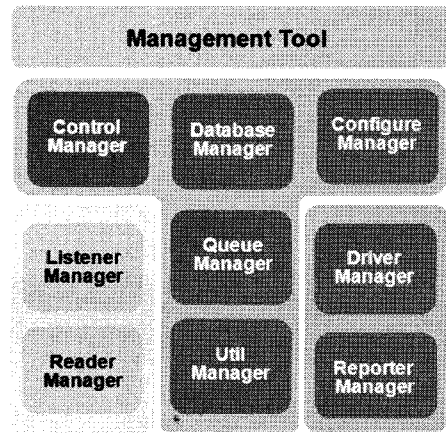 Management Tool
Control
Manager
Database
Manager
Configure
Manager
Listener
Manager
Queue
Manager
Driver
Manager
Reader
Manager
Util
Manager
Reporter
Manager